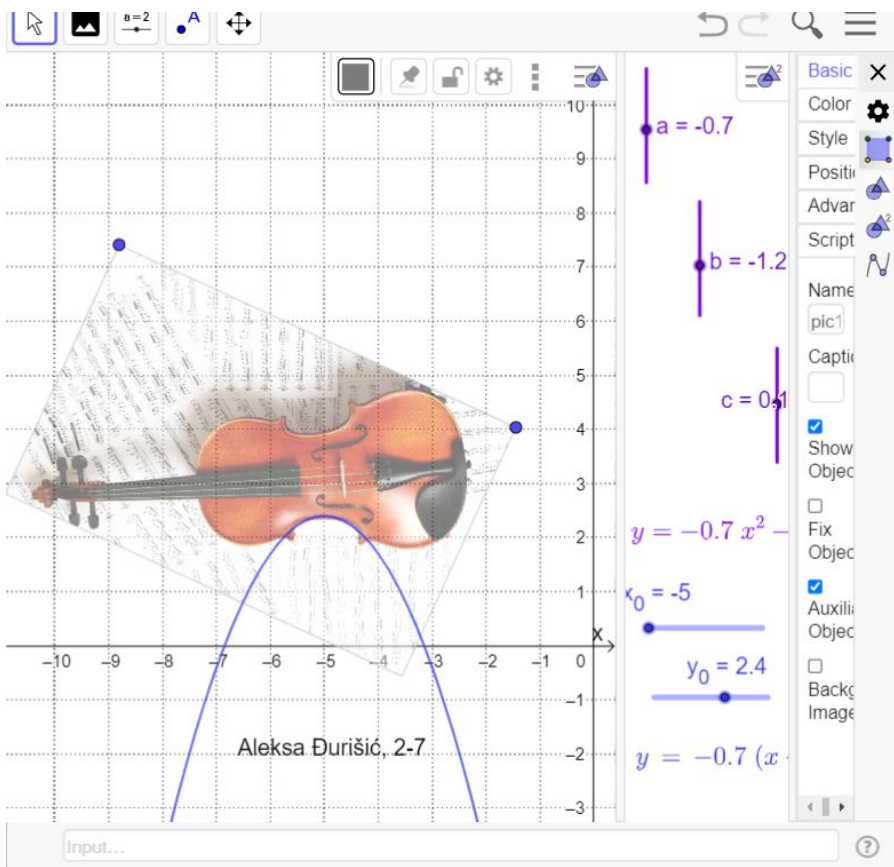 a=2
A
10
9
8
7
6
5
4
3
2
1
0
–1
–2
–3
–10 –9 –8 –7 –6 –5 –4 –3 –2 –1
x
Aleksa Đurišić, 2-7
a = -0.7
b = -1.2
c = 0.1
y = −0.7 x² −
x₀ = -5
y₀ = 2.4
y = −0.7 (x
Basic
Color
Style
Positi
Advar
Script
Name
pic1
Captic
Show
Objec
Fix
Objec
Auxilia
Objec
Backg
Image
Input...
?